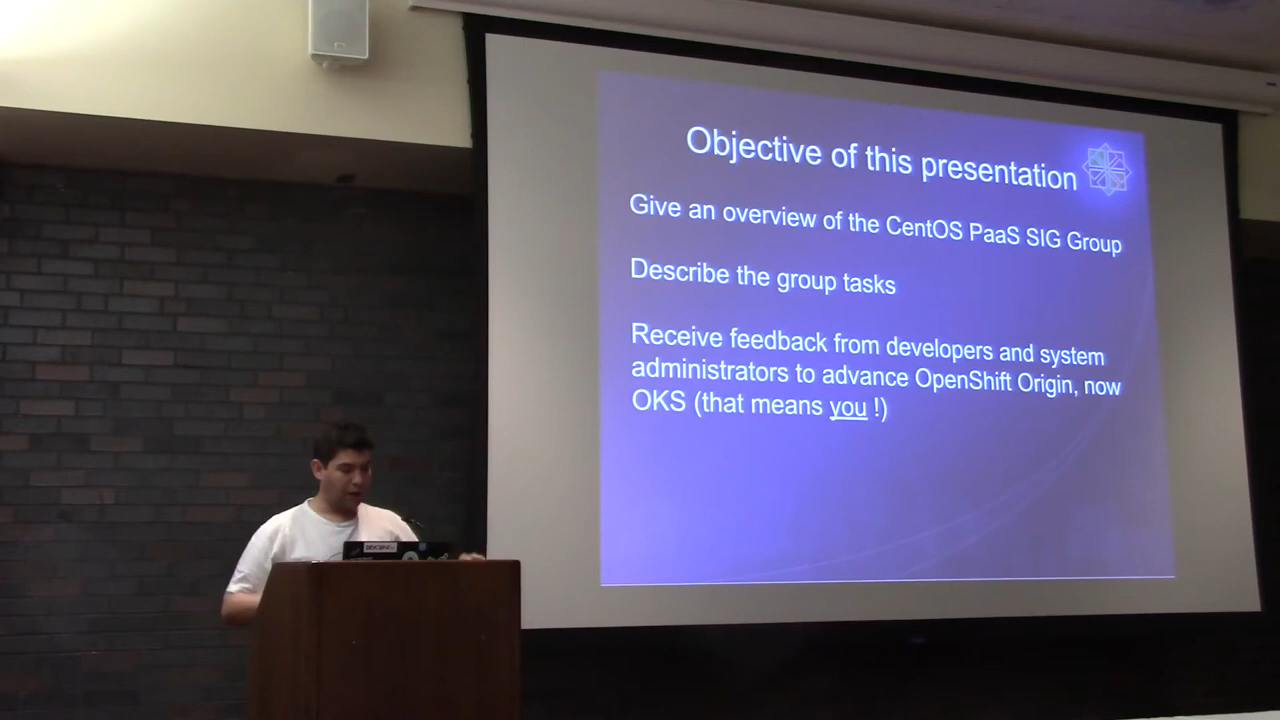 Objective of this presentation
Give an overview of the CentOS PaaS SIG Group
Describe the group tasks
Receive feedback from developers and system
administrators to advance OpenShift Origin, now
OKS (that means you !)